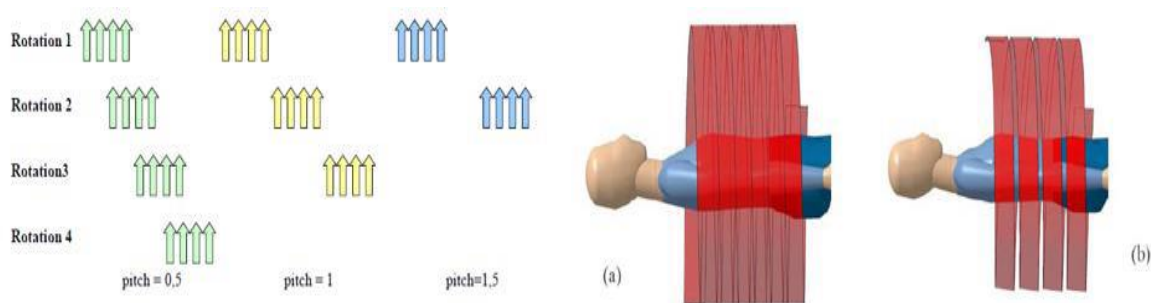 Rotation 1
Rotation 2
Rotation3
Rotation 4
pitch = 0,5
pitch = 1
pitch=1,5
(a)
(b)